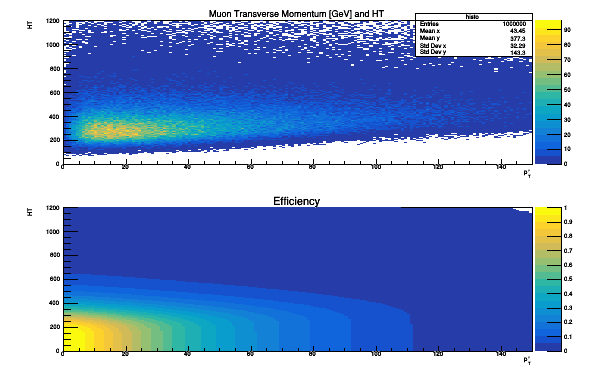 Muon Transverse Momentum [GeV] and HT
histo
Entries 1000000
Mean x 43.45
Mean y 377.3
Std Dev x 32.29
Std Dev y 143.3
HT
1200
1000
800
600
400
200
0
0 20 40 60 80 100 120 140
90
80
70
60
50
40
30
20
10
0
Efficiency
HT
1200
1000
800
600
400
200
0
0 20 40 60 80 100 120 140
1
0.9
0.8
0.7
0.6
0.5
0.4
0.3
0.2
0.1
0